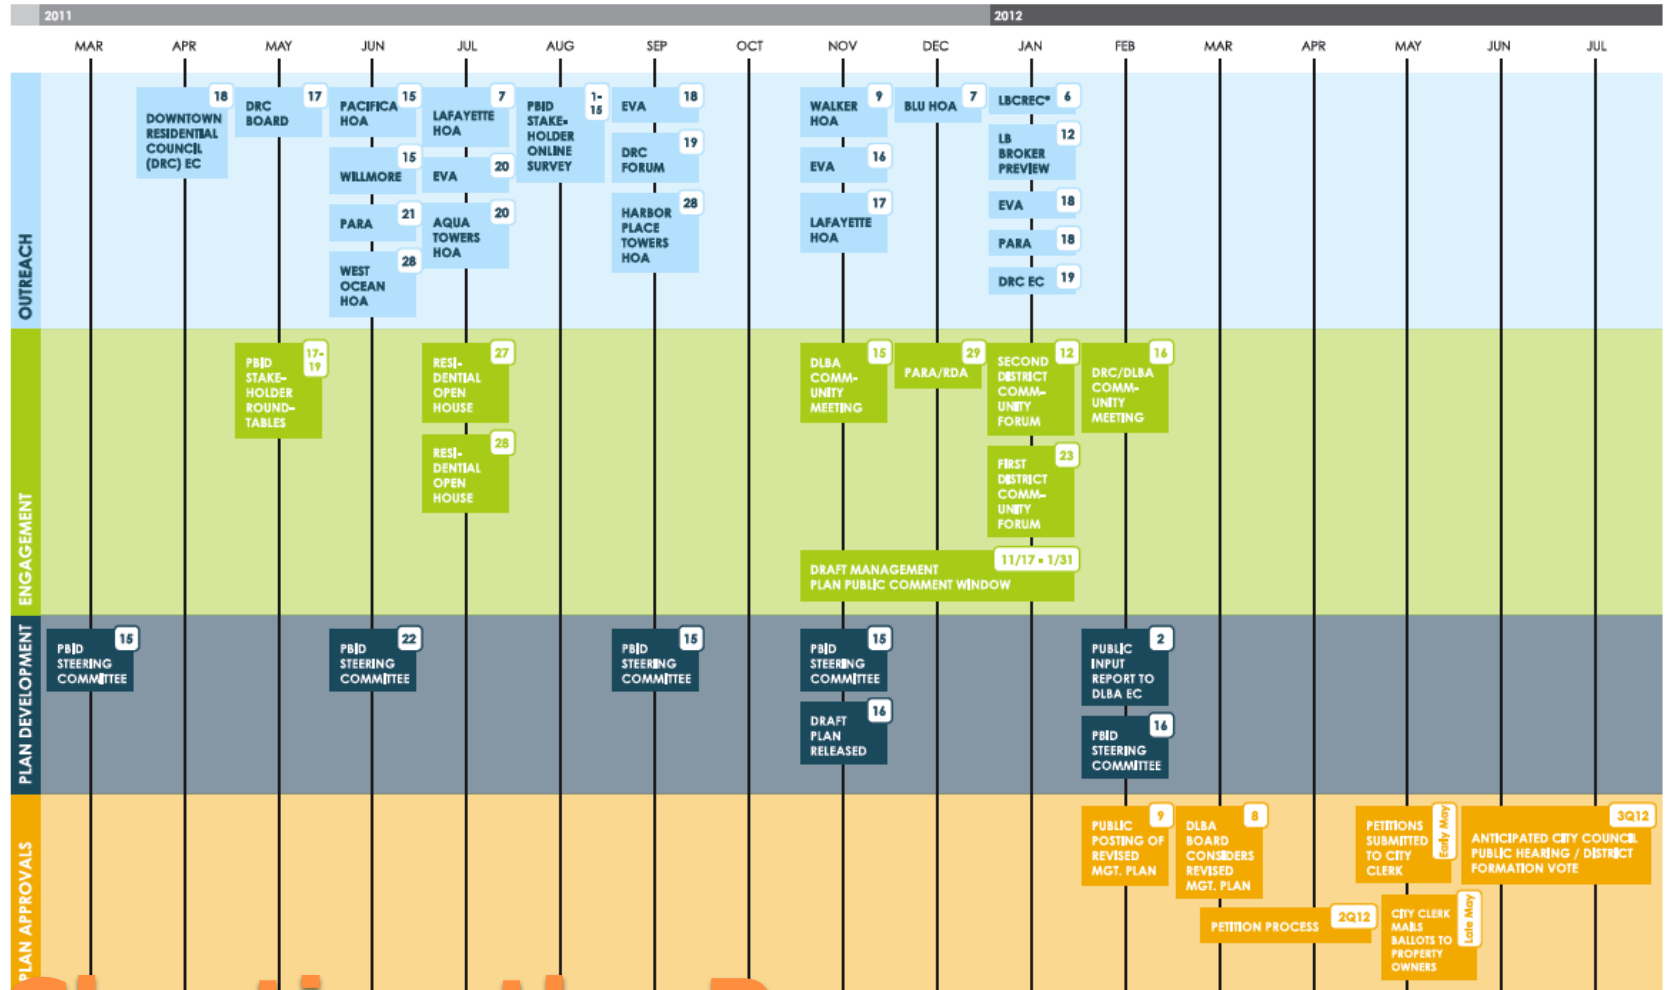 2011
2012
MAR
APR
MAY
JUN
JUL
AUG
SEP
OCT
NOV
DEC
JAN
FEB
MAR
APR
MAY
JUN
JUL
OUTREACH
18
DOWNTOWN
RESIDENTIAL
COUNCIL
(DRC) EC
17
DRC
BOARD
15
PACIFICA
HOA
15
WILLMORE
21
PARA
28
WEST
OCEAN
HOA
7
LAFAYETTE
HOA
20
EVA
20
AQUA
TOWERS
HOA
1-
15
PBID
STAKE-
HOLDER
ONLINE
SURVEY
18
EVA
19
DRC
FORUM
28
HARBOR
PLACE
TOWERS
HOA
9
WALKER
HOA
16
EVA
17
LAFAYETTE
HOA
7
BLU HOA
6
LBCREC*
12
LB
BROKER
PREVIEW
18
EVA
18
PARA
19
DRC EC
ENGAGEMENT
17-
19
PBID
STAKE-
HOLDER
ROUND-
TABLES
27
RESI-
DENTIAL
OPEN
HOUSE
28
RESI-
DENTIAL
OPEN
HOUSE
15
DLBA
COMM-
UNITY
MEETING
29
PARA/RDA
12
SECOND
DISTRICT
COMM-
UNITY
FORUM
23
FIRST
DISTRICT
COMM-
UNITY
FORUM
16
DRC/DLBA
COMM-
UNITY
MEETING
11/17 - 1/31
DRAFT MANAGEMENT
PLAN PUBLIC COMMENT WINDOW
PLAN DEVELOPMENT
15
PBID
STEERING
COMMITTEE
22
PBID
STEERING
COMMITTEE
15
PBID
STEERING
COMMITTEE
15
PBID
STEERING
COMMITTEE
16
DRAFT
PLAN
RELEASED
2
PUBLIC
INPUT
REPORT TO
DLBA EC
16
PBID
STEERING
COMMITTEE
PLAN APPROVALS
9
PUBLIC
POSTING OF
REVISED
MGT. PLAN
8
DLBA
BOARD
CONSIDERS
REVISED
MGT. PLAN
2Q12
PETITION PROCESS
Early May
PETITIONS
SUBMITTED
TO CITY
CLERK
Late May
CITY CLERK
MAILS
BALLOTS TO
PROPERTY
OWNERS
3Q12
ANTICIPATED CITY COUNCIL
PUBLIC HEARING / DISTRICT
FORMATION VOTE